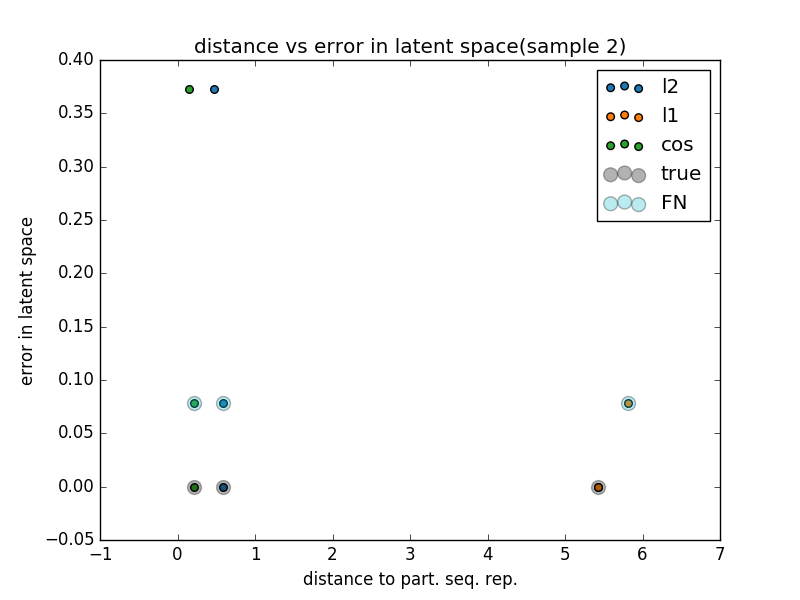 distance vs error in latent space(sample 2)
0.40
0.35
0.30
0.25
0.20
0.15
0.10
0.05
0.00
−0.05
error in latent space
l2
l1
cos
true
FN
−1 0 1 2 3 4 5 6 7
distance to part. seq. rep.